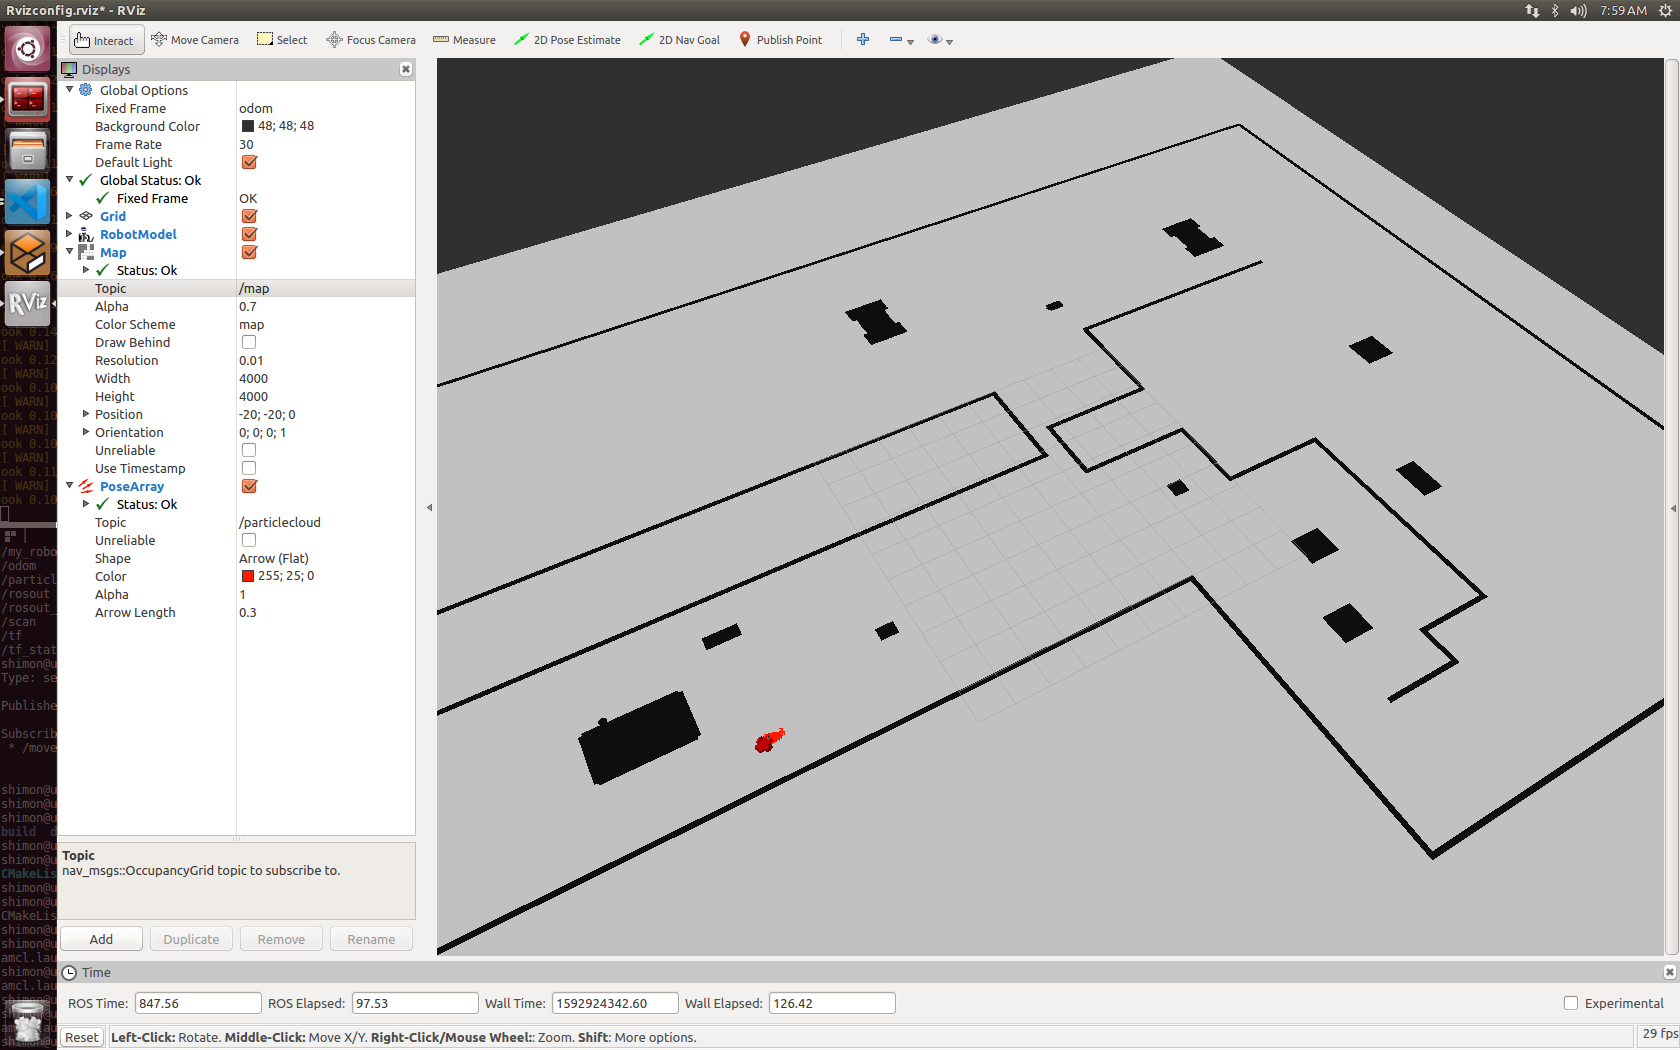 Rvizconfig.rviz* - RViz
7:59 AM
Interact
Move Camera
Select
Focus Camera
Measure
2D Pose Estimate
2D Nav Goal
Publish Point
Displays
Global Options
Fixed Frame odom
Background Color 48; 48; 48
Frame Rate 30
Default Light
Global Status: Ok
Fixed Frame OK
Grid
RobotModel
Map
Status: Ok
Topic /map
Alpha 0.7
Color Scheme map
Draw Behind
Resolution 0.01
Width 4000
Height 4000
Position -20; -20; 0
Orientation 0; 0; 0; 1
Unreliable
Use Timestamp
PoseArray
Status: Ok
Topic /particlecloud
Unreliable
Shape Arrow (Flat)
Color 255; 25; 0
Alpha 1
Arrow Length 0.3
Topic
nav_msgs::OccupancyGrid topic to subscribe to.
Add Duplicate Remove Rename
RViz
ook 0.14
[ WARN]
ook 0.12
[ WARN]
ook 0.10
[ WARN]
ook 0.10
[ WARN]
ook 0.10
[ WARN]
ook 0.11
[ WARN]
ook 0.10
/my_robo
/odom
/particl
/rosout
/rosout_
/scan
/tf
/tf_stat
shimon@u
Type: se
Publishe
Subscrib
* /move
shimon@u
shimon@u
shimon@u
build d
shimon@u
shimon@u
CMakeLis
shimon@u
shimon@u
CMakeLis
shimon@u
shimon@u
amcl.lau
shimon@u
amcl.lau
Time
ROS Time: 847.56 ROS Elapsed: 97.53 Wall Time: 1592924342.60 Wall Elapsed: 126.42 Experimental
Reset Left-Click: Rotate. Middle-Click: Move X/Y. Right-Click/Mouse Wheel:: Zoom. Shift: More options. 29 fps